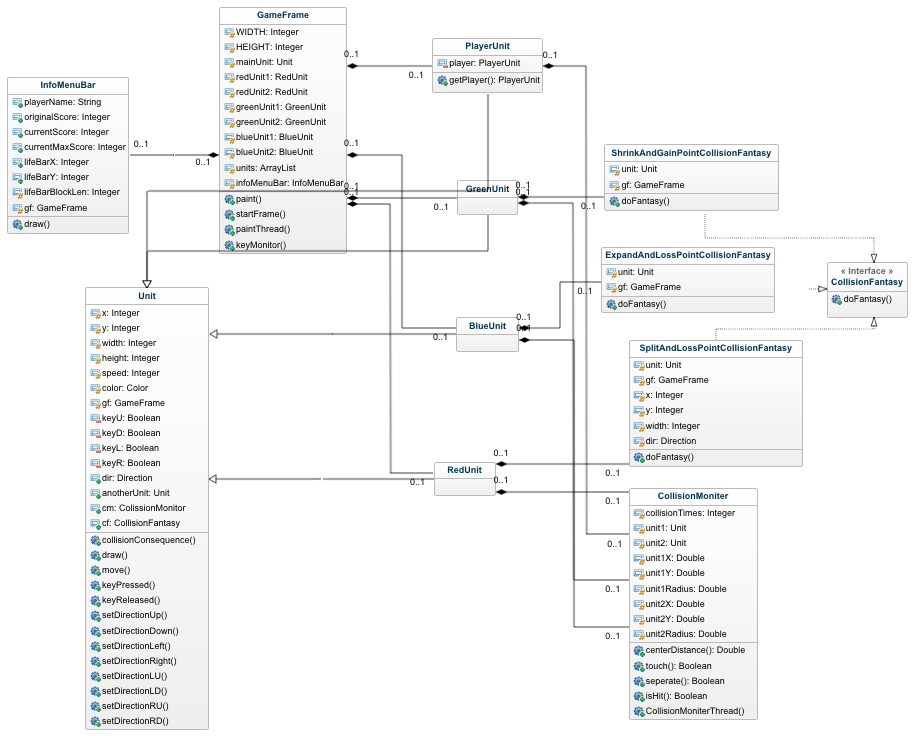 GameFrame
WIDTH: Integer
HEIGHT: Integer
mainUnit: Unit
redUnit1: RedUnit
redUnit2: RedUnit
greenUnit1: GreenUnit
greenUnit2: GreenUnit
blueUnit1: BlueUnit
blueUnit2: BlueUnit
units: ArrayList
infoMenuBar: InfoMenuBar
paint()
startFrame()
paintThread()
keyMonitor()
PlayerUnit
player: PlayerUnit
getPlayer(): PlayerUnit
InfoMenuBar
playerName: String
originalScore: Integer
currentScore: Integer
currentMaxScore: Integer
lifeBarX: Integer
lifeBarY: Integer
lifeBarBlockLen: Integer
gf: GameFrame
draw()
0..1
0..1
0..1
0..1
0..1
0..1
0..1
0..1
0..1
GreenUnit
0..1
0..1
0..1
ShrinkAndGainPointCollisionFantasy
unit: Unit
gf: GameFrame
doFantasy()
0..1
ExpandAndLossPointCollisionFantasy
unit: Unit
gf: GameFrame
doFantasy()
0..1
« Interface »
CollisionFantasy
doFantasy()
Unit
x: Integer
y: Integer
width: Integer
height: Integer
speed: Integer
color: Color
gf: GameFrame
keyU: Boolean
keyD: Boolean
keyL: Boolean
keyR: Boolean
dir: Direction
anotherUnit: Unit
cm: ColissionMonitor
cf: CollisionFantasy
collisionConsequence()
draw()
move()
keyPressed()
keyReleased()
setDirectionUp()
setDirectionDown()
setDirectionLeft()
setDirectionRight()
setDirectionLU()
setDirectionLD()
setDirectionRU()
setDirectionRD()
BlueUnit
0..1
0..1
0..1
SplitAndLossPointCollisionFantasy
unit: Unit
gf: GameFrame
x: Integer
y: Integer
width: Integer
dir: Direction
doFantasy()
RedUnit
0..1
0..1
0..1
0..1
0..1
0..1
0..1
0..1
CollisionMoniter
collisionTimes: Integer
unit1: Unit
unit2: Unit
unit1X: Double
unit1Y: Double
unit1Radius: Double
unit2X: Double
unit2Y: Double
unit2Radius: Double
centerDistance(): Double
touch(): Boolean
seperate(): Boolean
isHit(): Boolean
CollisionMoniterThread()